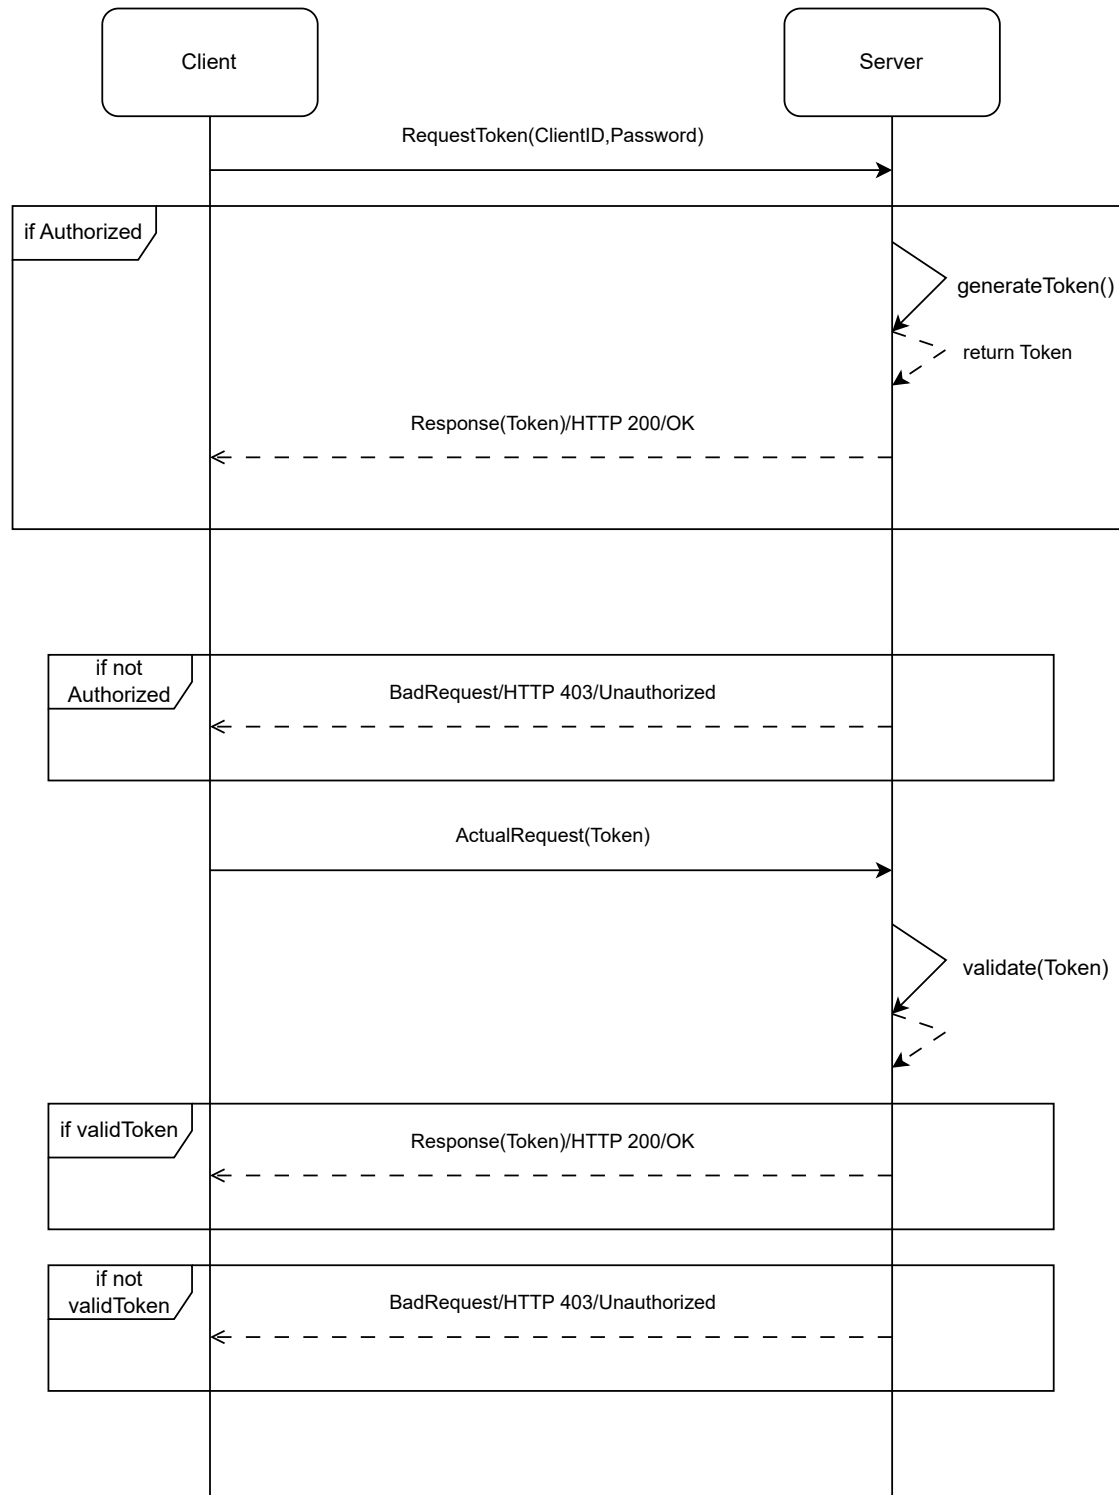 Client
Server
RequestToken(ClientID,Password)
if Authorized
generateToken()
return Token
Response(Token)/HTTP 200/OK
if not
Authorized
BadRequest/HTTP 403/Unauthorized
ActualRequest(Token)
validate(Token)
if validToken
Response(Token)/HTTP 200/OK
if not
validToken
BadRequest/HTTP 403/Unauthorized